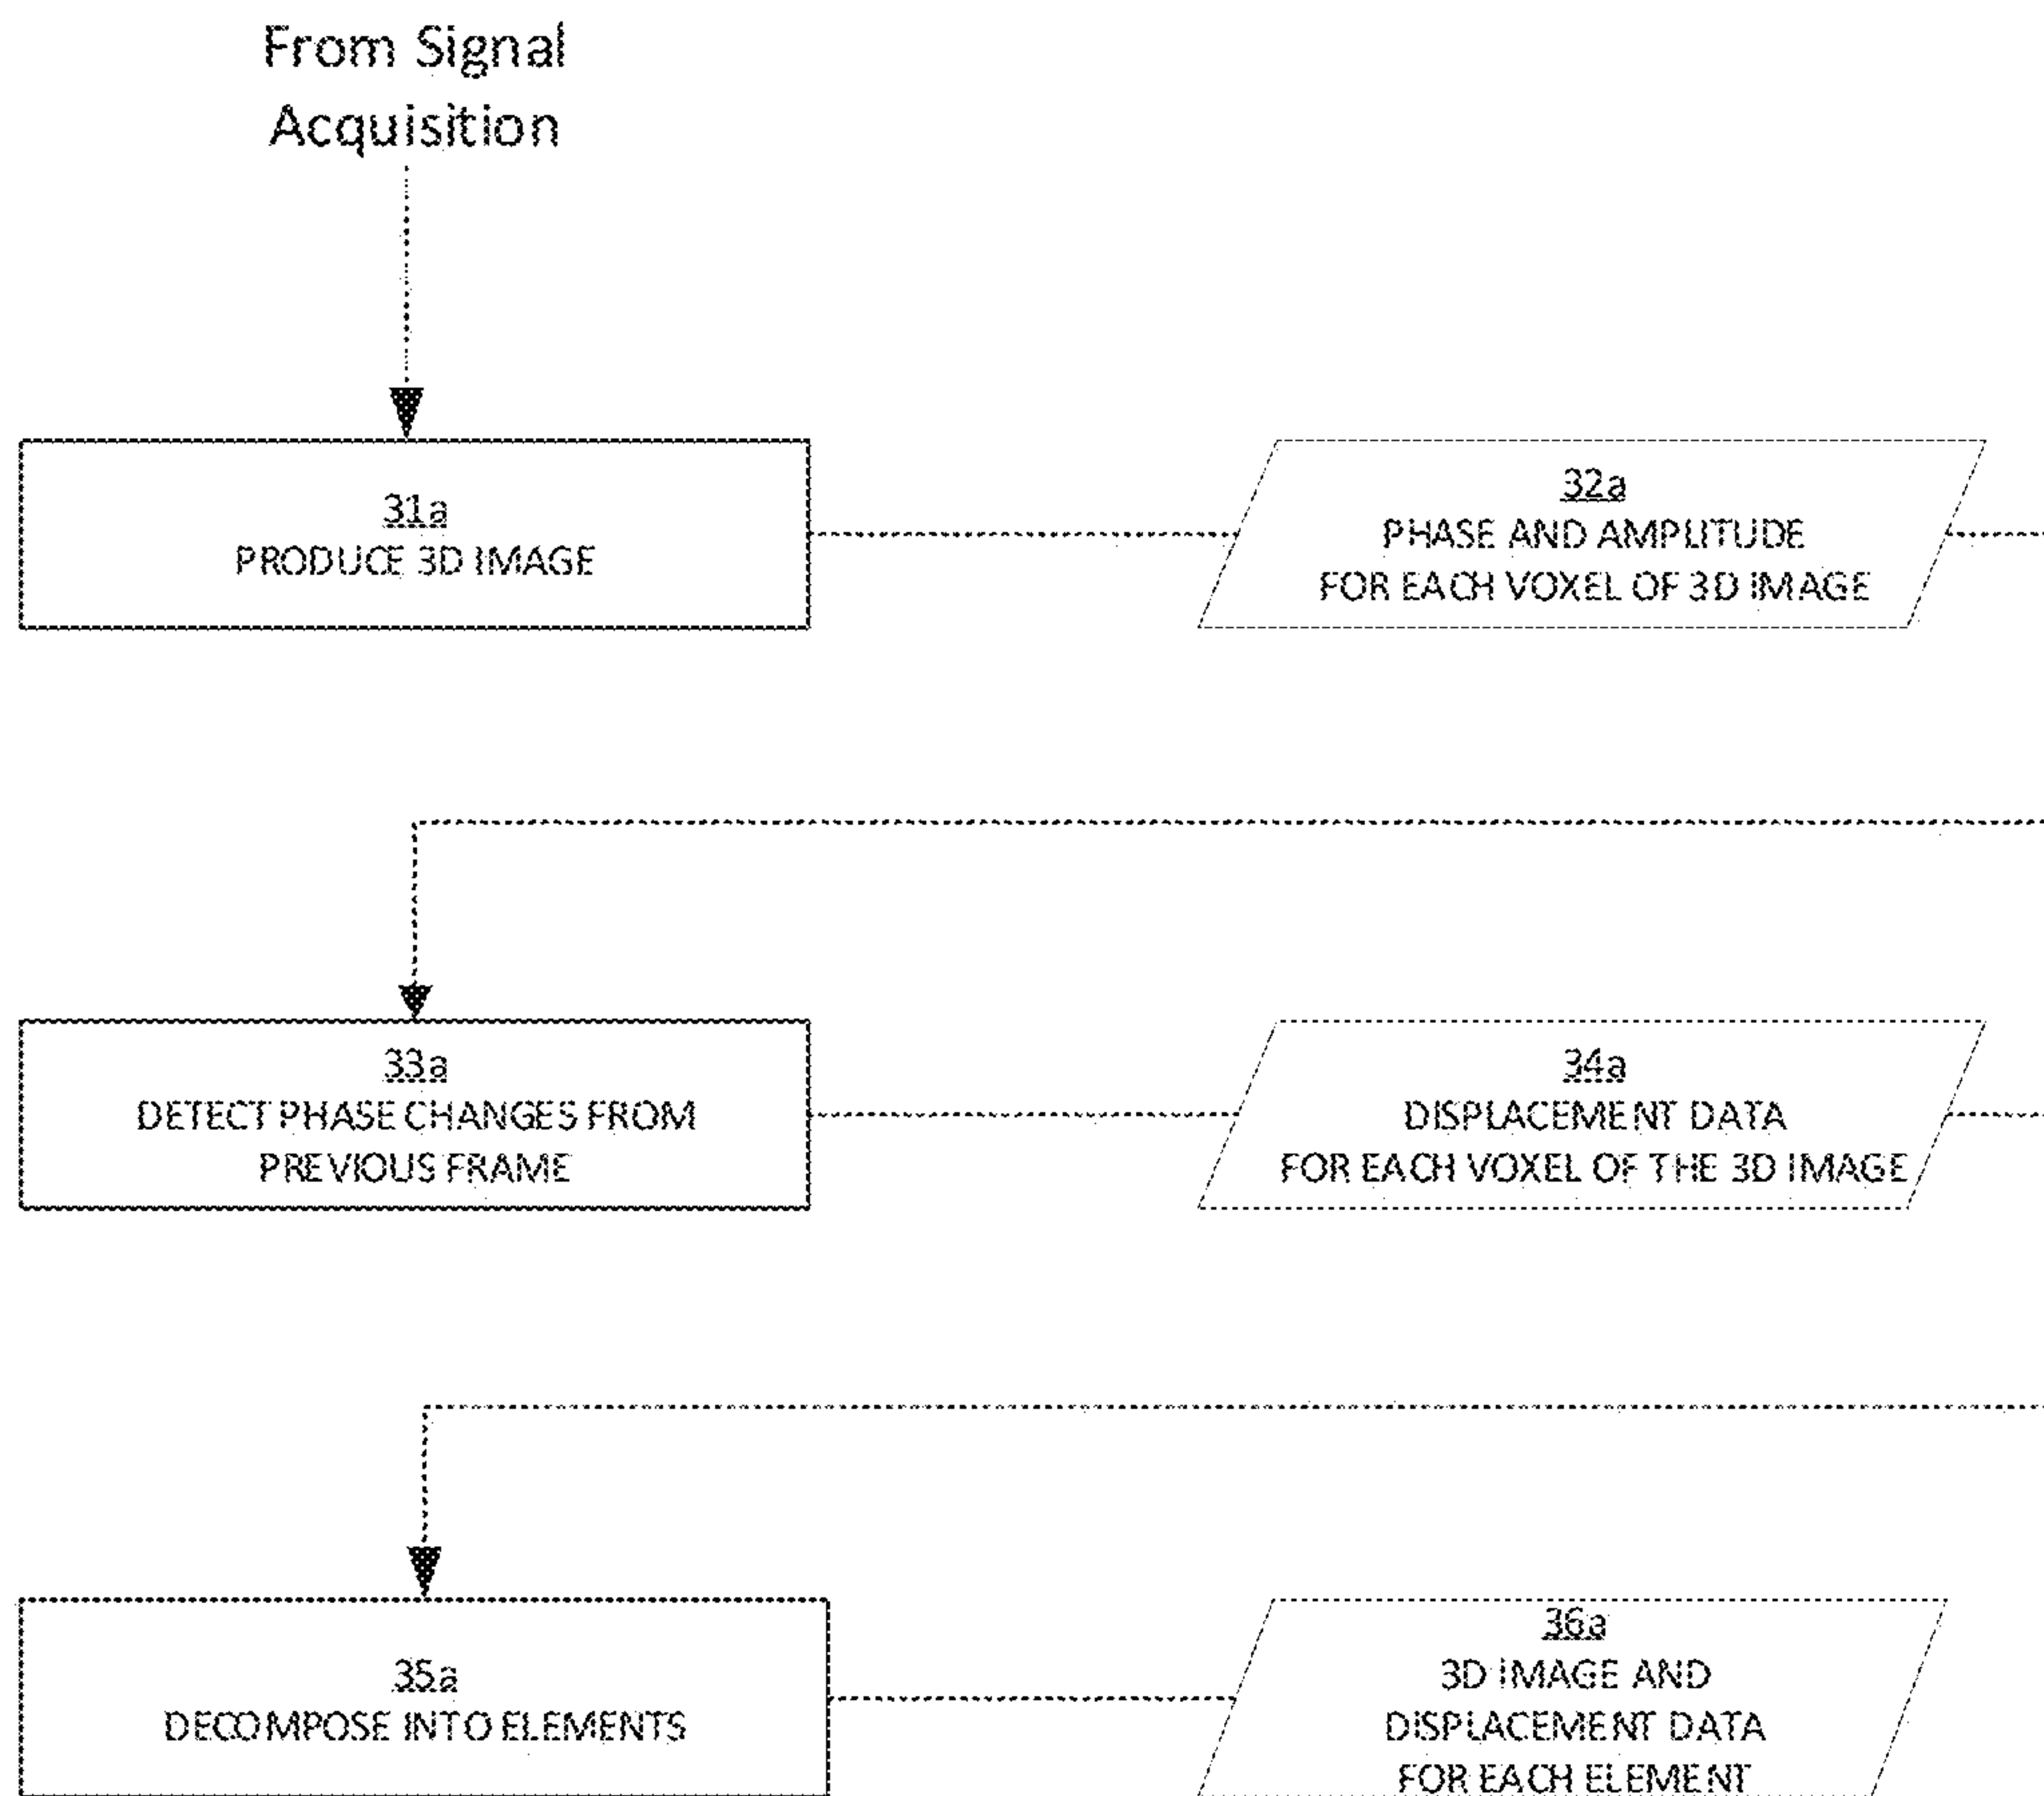 From Signal
Acquisition
31a
PRODUCE 3D IMAGE
32a
PHASE AND AMPLITUDE
FOR EACH VOXEL OF 3D IMAGE
33a
DETECT PHASE CHANGES FROM
PREVIOUS FRAME
34a
DISPLACEMENT DATA
FOR EACH VOXEL OF THE 3D IMAGE
35a
DECOMPOSE INTO ELEMENTS
36a
3D IMAGE AND
DISPLACEMENT DATA
FOR EACH ELEMENT